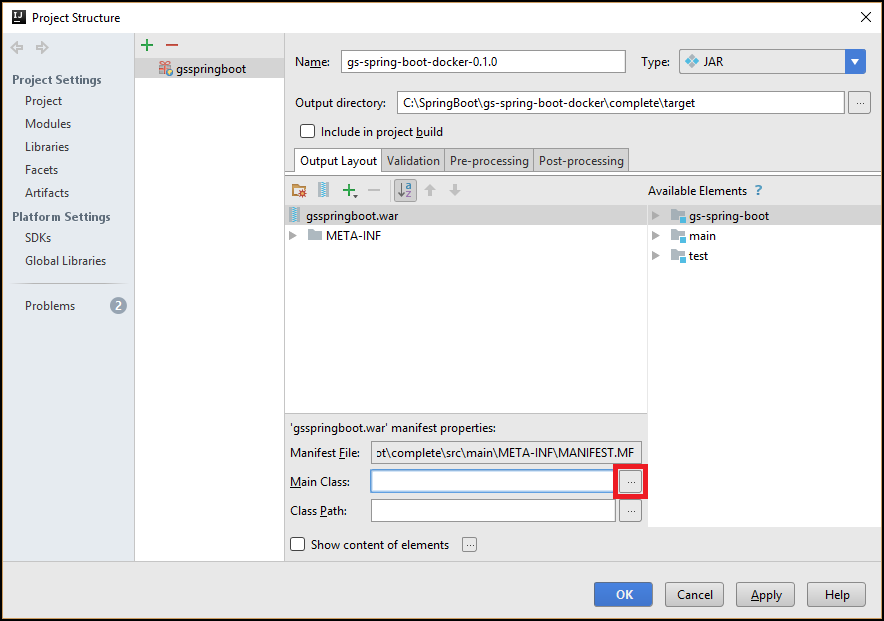 Project Structure
Project Settings
Project
Modules
Libraries
Facets
Artifacts
Platform Settings
SDKs
Global Libraries
Problems 2
gsspringboot
Name: gs-spring-boot-docker-0.1.0 Type: JAR
Output directory: C:\SpringBoot\gs-spring-boot-docker\complete\target ...
Include in project build
Output Layout Validation Pre-processing Post-processing
Available Elements ?
gsspringboot.war
META-INF
gs-spring-boot
main
test
'gsspringboot.war' manifest properties:
Manifest File: ot\complete\src\main\META-INF\MANIFEST.MF
Main Class: ...
Class Path: ...
Show content of elements ...
OK Cancel Apply Help